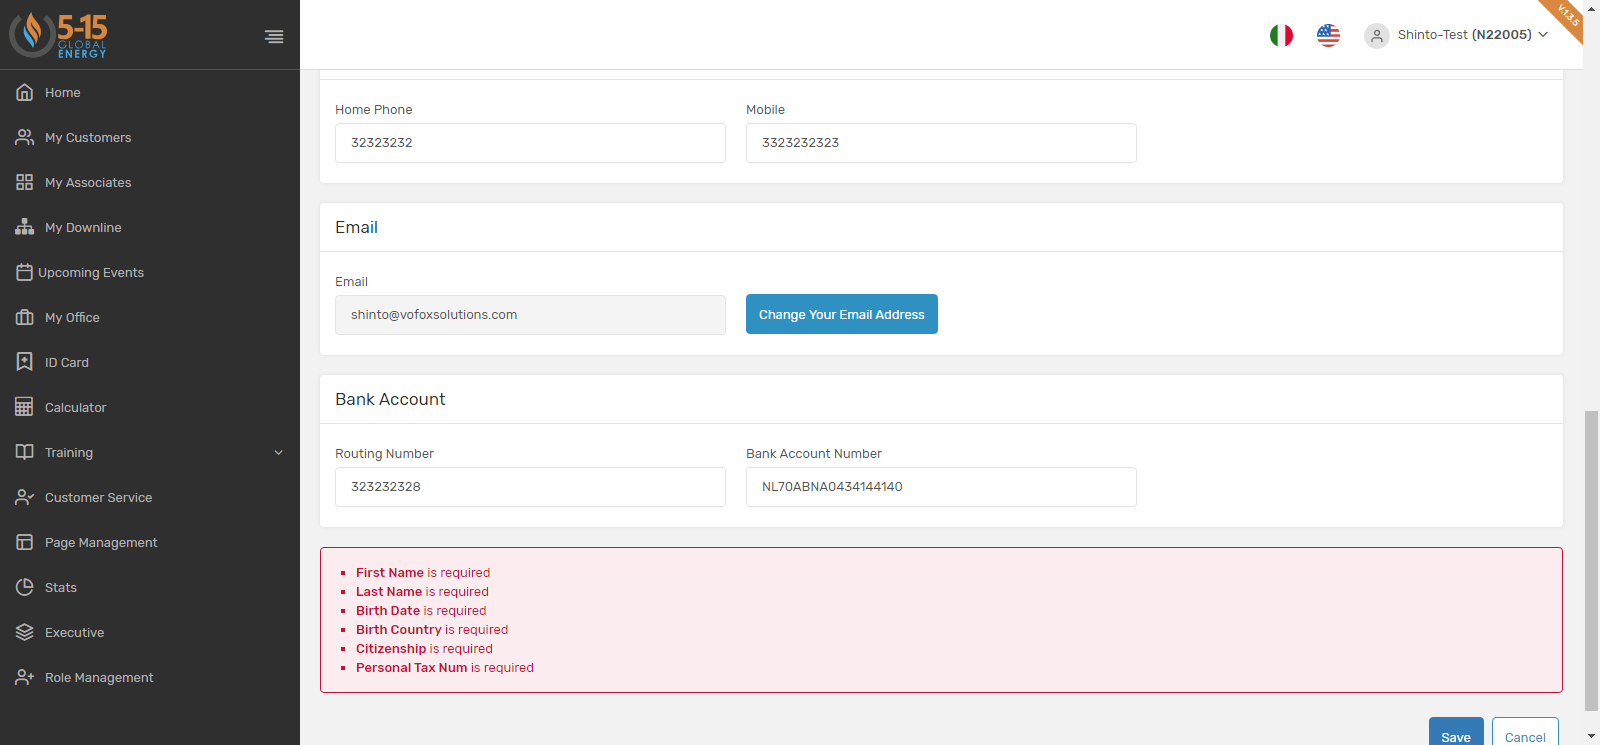 5-15
GLOBAL
ENERGY
V.1.3.5
Shinto-Test (N22005)
Home
My Customers
My Associates
My Downline
Upcoming Events
My Office
ID Card
Calculator
Training
Customer Service
Page Management
Stats
Executive
Role Management
Home Phone
Mobile
32323232
3323232323
Email
Email
shinto@vofoxsolutions.com
Change Your Email Address
Bank Account
Routing Number
Bank Account Number
323232328
NL70ABNA0434144140
First Name is required
Last Name is required
Birth Date is required
Birth Country is required
Citizenship is required
Personal Tax Num is required
Save
Cancel